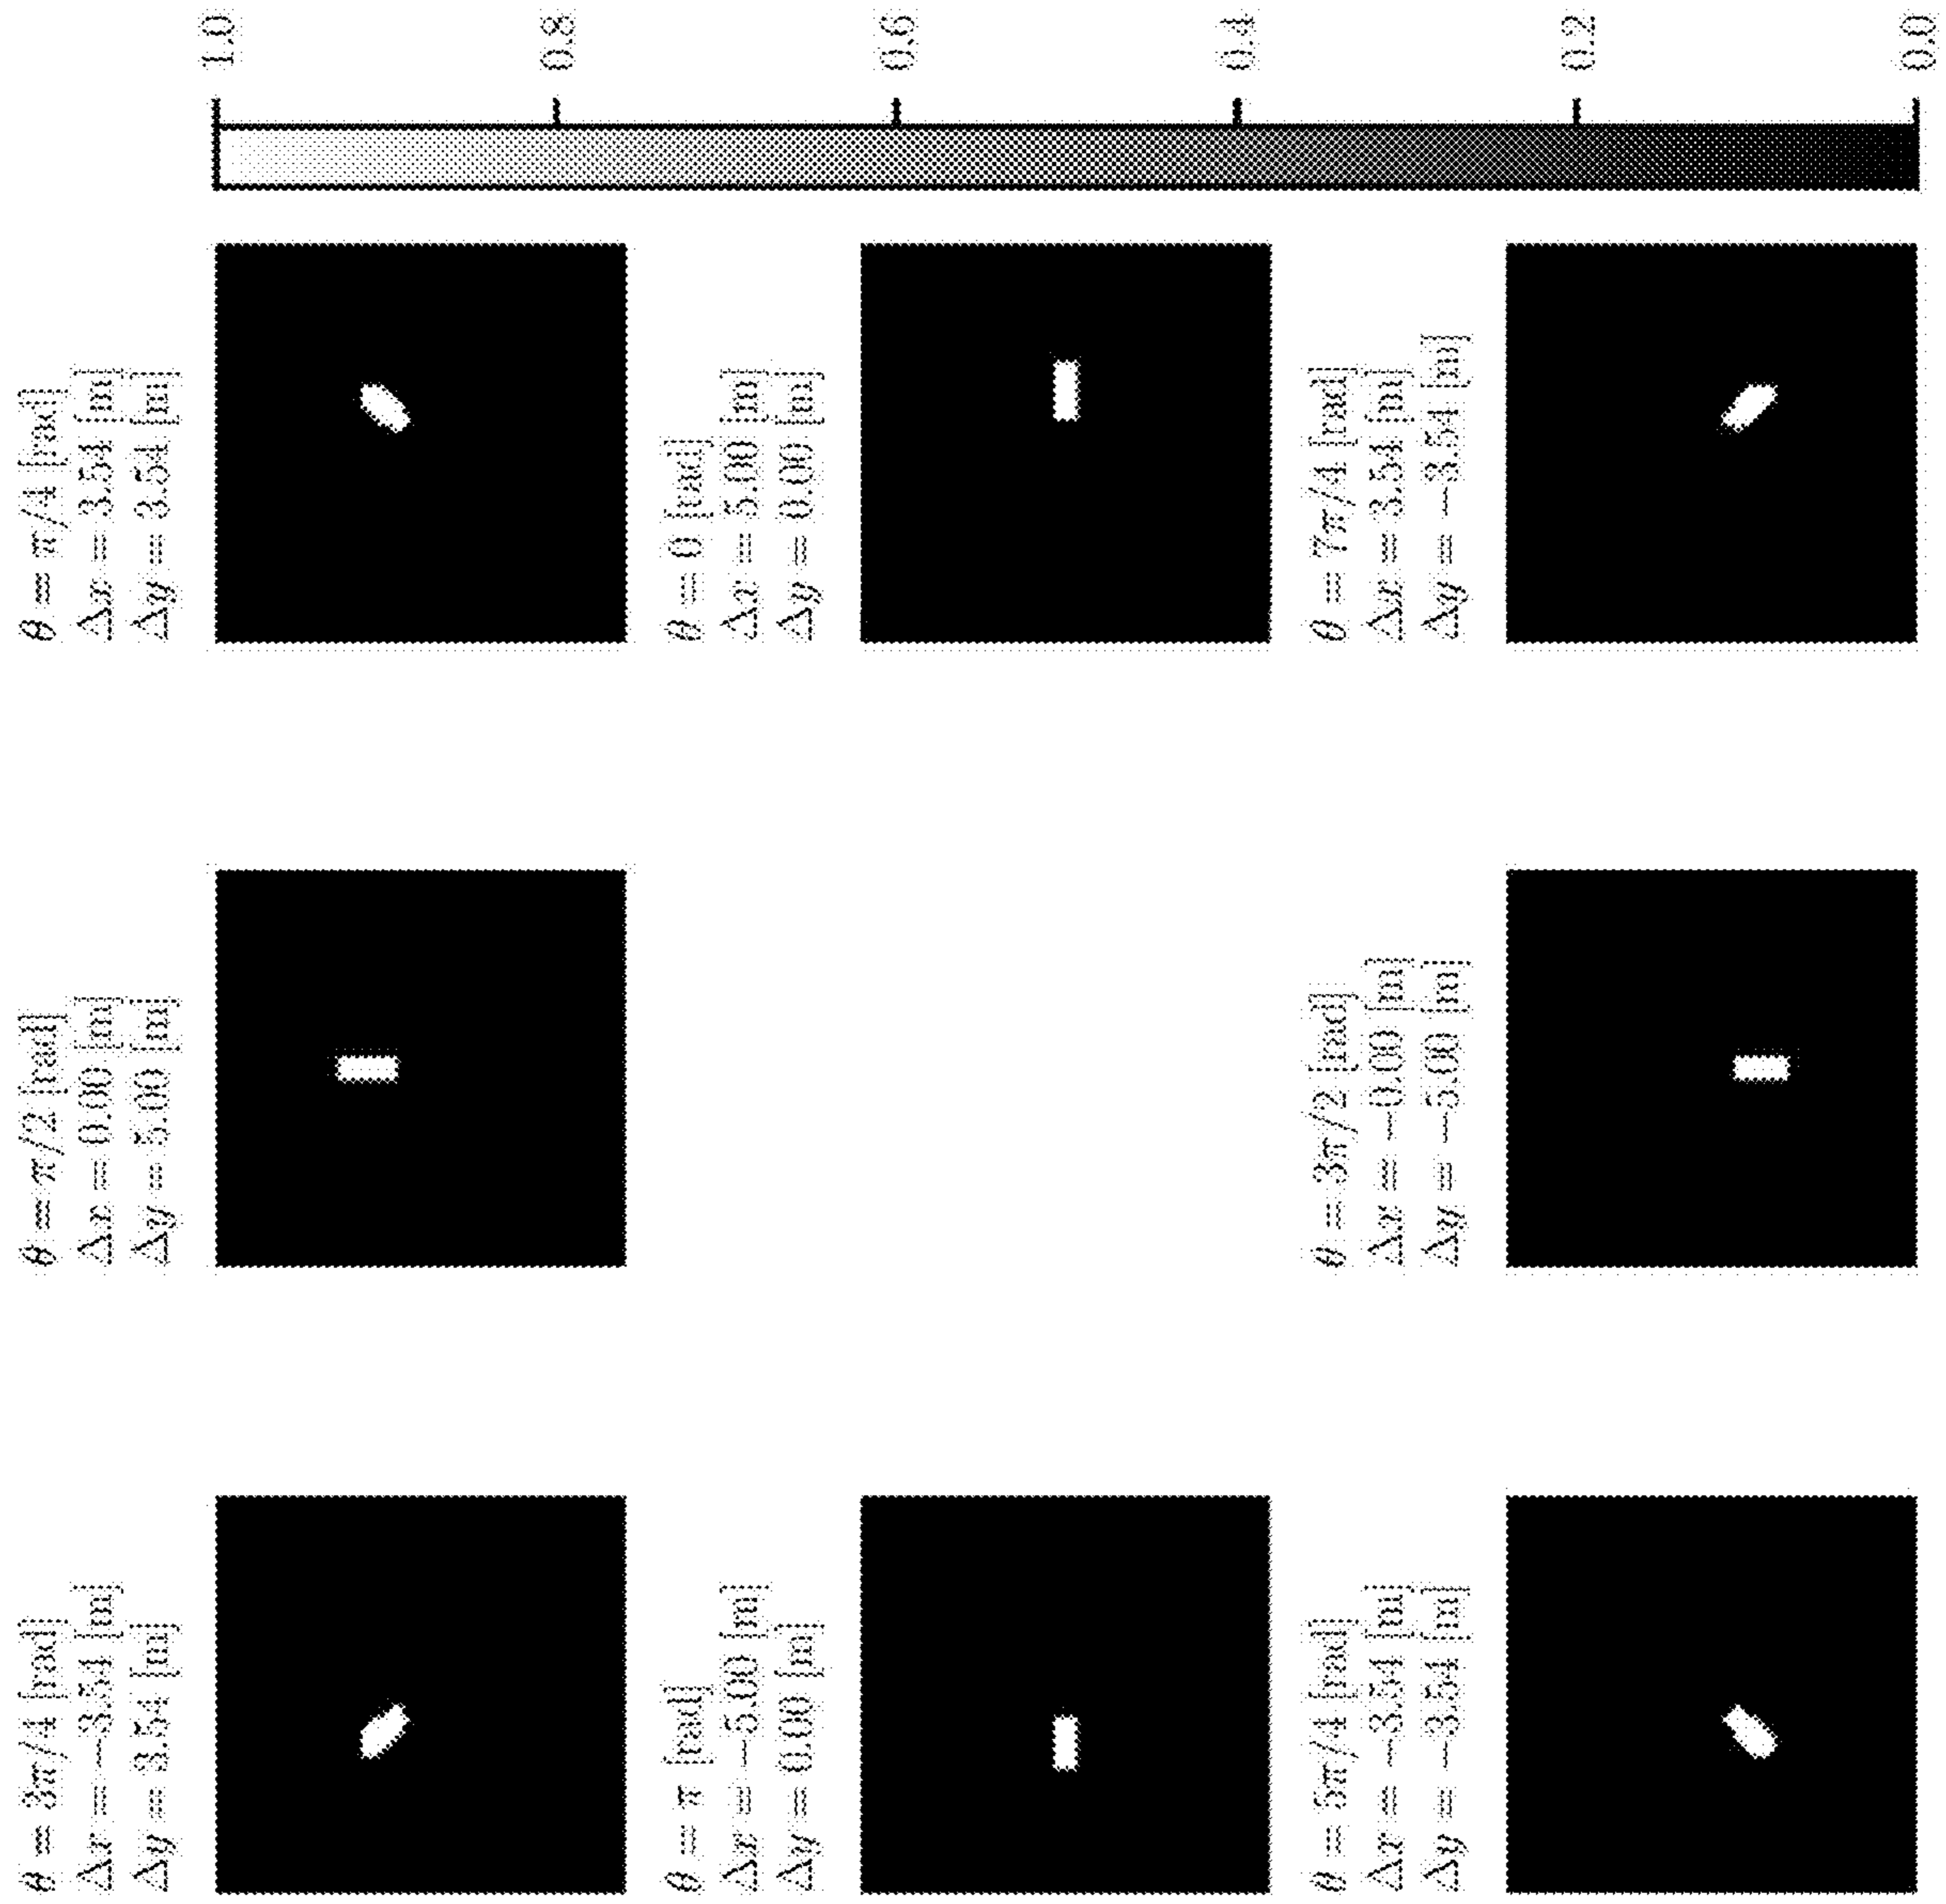 θ = 3π/4 [rad]
Δx = −3.54 [m]
Δy = 3.54 [m]
θ = π/2 [rad]
Δx = 0.00 [m]
Δy = 5.00 [m]
θ = π/4 [rad]
Δx = 3.54 [m]
Δy = 3.54 [m]
θ = π [rad]
Δx = −5.00 [m]
Δy = 0.00 [m]
θ = 0 [rad]
Δx = 5.00 [m]
Δy = 0.00 [m]
θ = 5π/4 [rad]
Δx = −3.54 [m]
Δy = −3.54 [m]
θ = 3π/2 [rad]
Δx = −0.00 [m]
Δy = −5.00 [m]
θ = 7π/4 [rad]
Δx = 3.54 [m]
Δy = −3.54 [m]
1.0
0.8
0.6
0.4
0.2
0.0